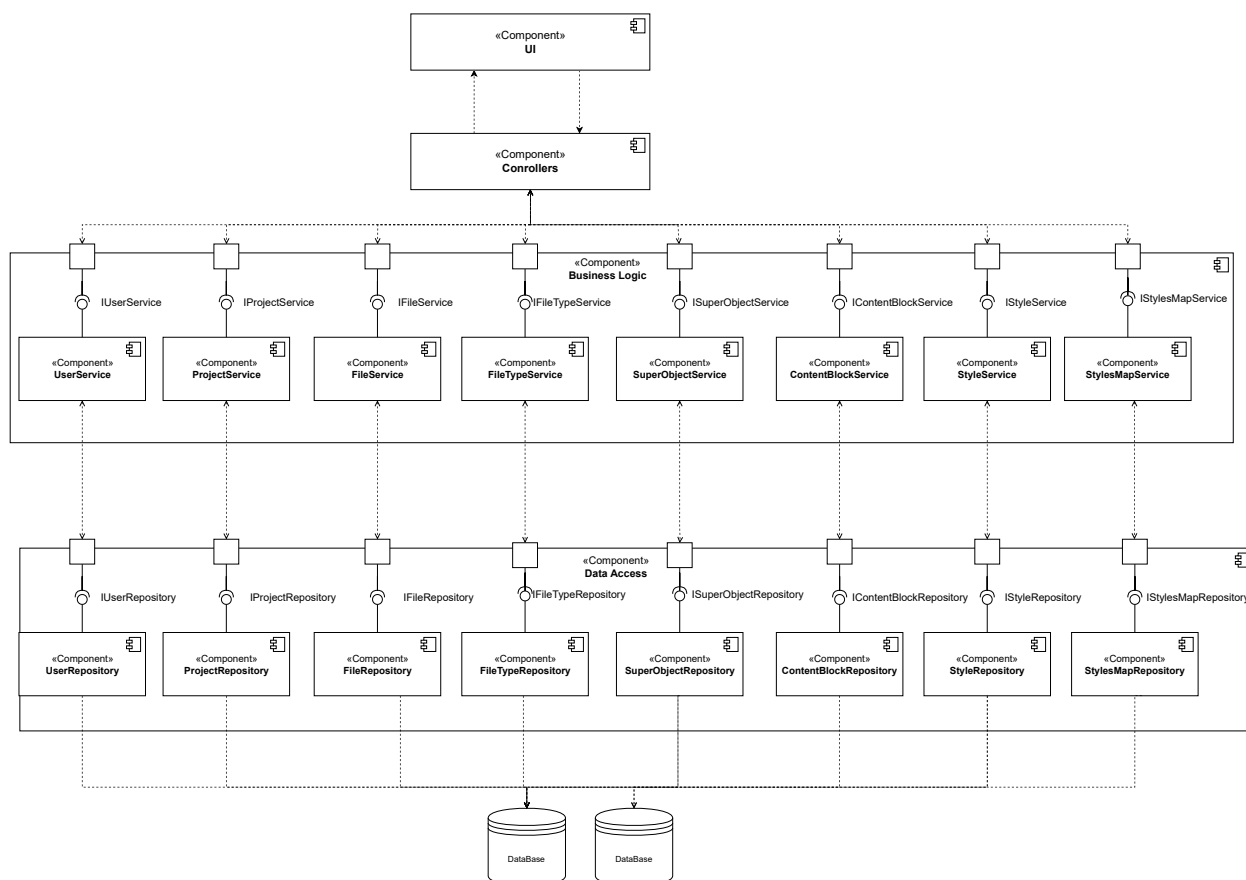 «Component»
UI
«Component»
Conrollers
«Component»
Business Logic
IUserService
IProjectService
IFileService
IFileTypeService
ISuperObjectService
IContentBlockService
IStyleService
IStylesMapService
«Component»
UserService
«Component»
ProjectService
«Component»
FileService
«Component»
FileTypeService
«Component»
SuperObjectService
«Component»
ContentBlockService
«Component»
StyleService
«Component»
StylesMapService
«Component»
Data Access
IUserRepository
IProjectRepository
IFileRepository
IFileTypeRepository
ISuperObjectRepository
IContentBlockRepository
IStyleRepository
IStylesMapRepository
«Component»
UserRepository
«Component»
ProjectRepository
«Component»
FileRepository
«Component»
FileTypeRepository
«Component»
SuperObjectRepository
«Component»
ContentBlockRepository
«Component»
StyleRepository
«Component»
StylesMapRepository
DataBase
DataBase